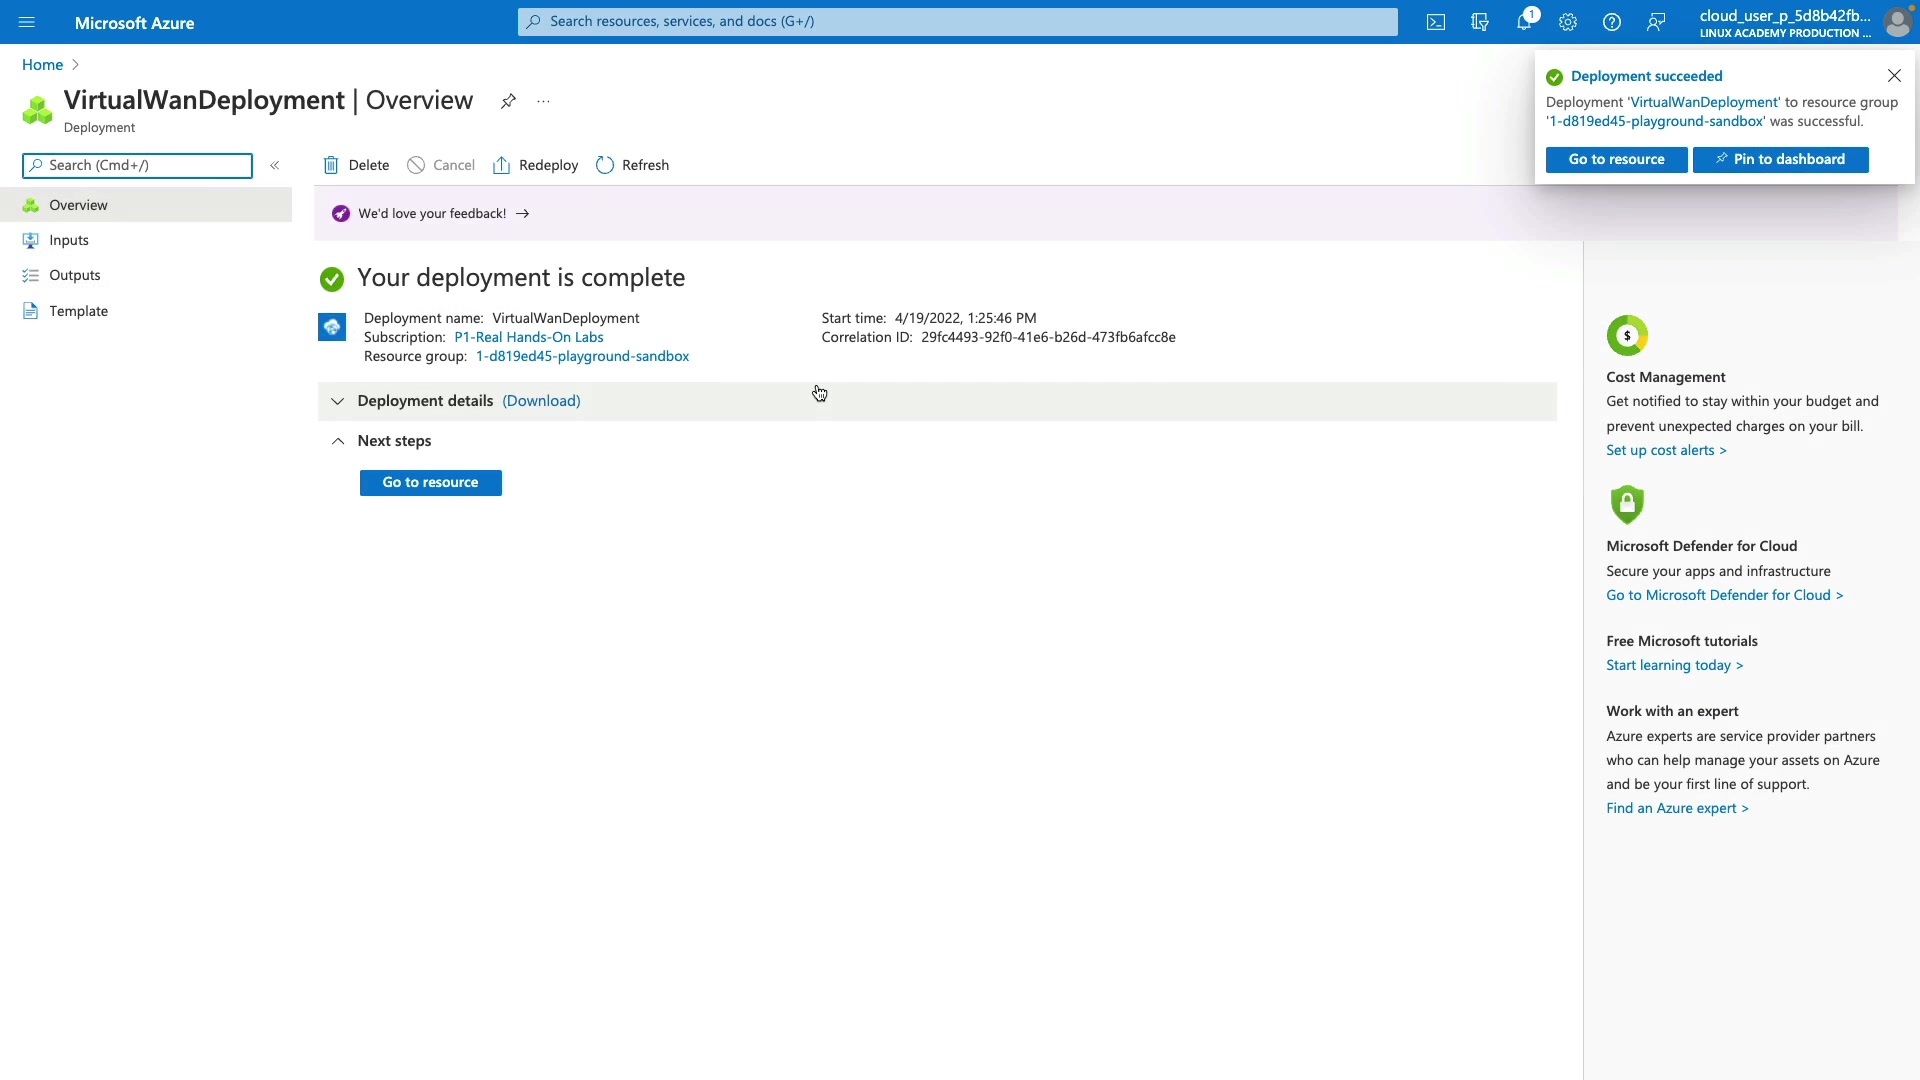 Microsoft Azure
Search resources, services, and docs (G+/)
1
cloud_user_p_5d8b42fb...
LINUX ACADEMY PRODUCTION ...
Home
VirtualWanDeployment | Overview
...
Deployment
Search (Cmd+/)
«
Overview
Inputs
Outputs
Template
Delete
Cancel
Redeploy
Refresh
We'd love your feedback! →
Your deployment is complete
Deployment name: VirtualWanDeployment
Subscription: P1-Real Hands-On Labs
Resource group: 1-d819ed45-playground-sandbox
Start time: 4/19/2022, 1:25:46 PM
Correlation ID: 29fc4493-92f0-41e6-b26d-473fb6afcc8e
Deployment details (Download)
Next steps
Go to resource
Deployment succeeded
Deployment 'VirtualWanDeployment' to resource group
'1-d819ed45-playground-sandbox' was successful.
Go to resource
Pin to dashboard
$
Cost Management
Get notified to stay within your budget and
prevent unexpected charges on your bill.
Set up cost alerts >
Microsoft Defender for Cloud
Secure your apps and infrastructure
Go to Microsoft Defender for Cloud >
Free Microsoft tutorials
Start learning today >
Work with an expert
Azure experts are service provider partners
who can help manage your assets on Azure
and be your first line of support.
Find an Azure expert >